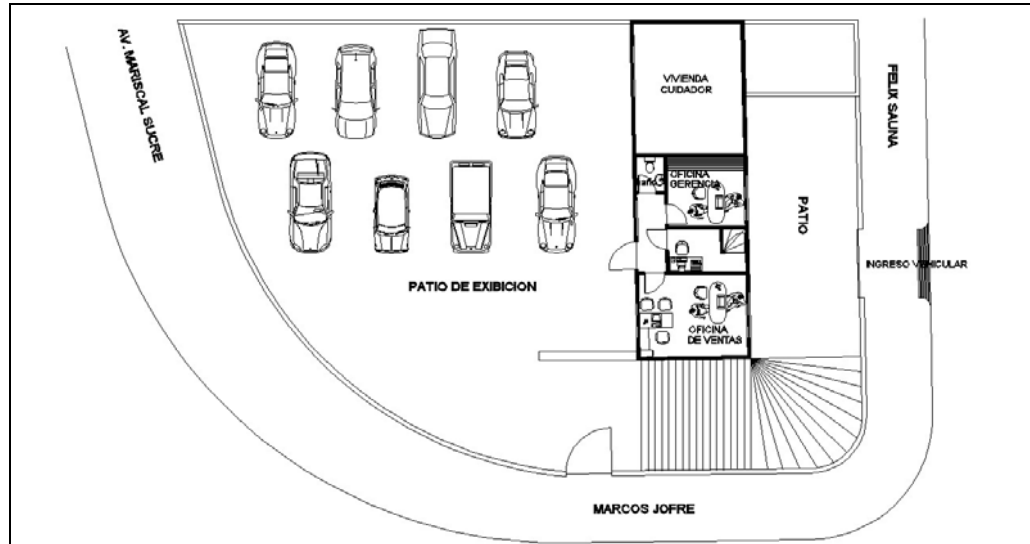 AV. MARISCAL SUCRE
VIVIENDA
CUIDADOR
FELIX SAUNA
OFICINA
GERENCIA
PATIO
INGRESO VEHICULAR
PATIO DE EXIBICION
OFICINA
DE VENTAS
MARCOS JOFRE